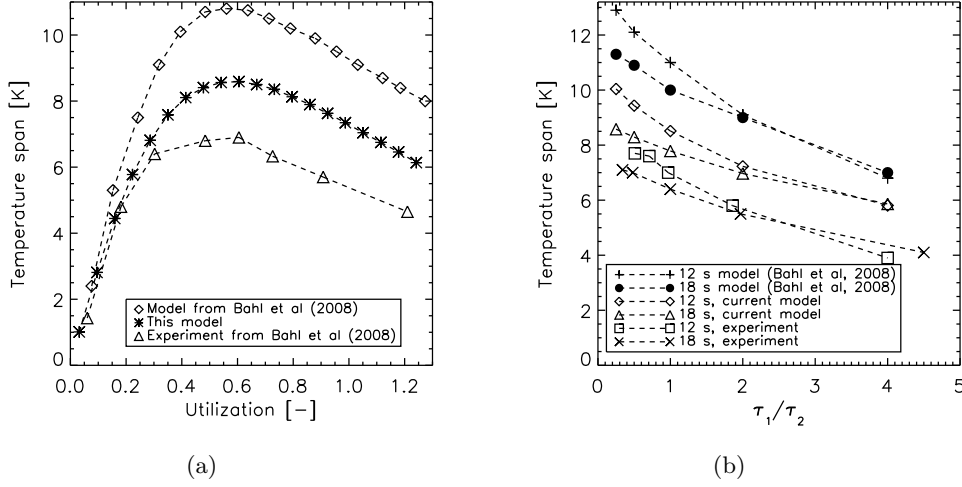 Temperature span [K]
10
8
6
4
2
0
0.0 0.2 0.4 0.6 0.8 1.0 1.2
Utilization [-]
Model from Bahl et al (2008)
This model
Experiment from Bahl et al (2008)
(a)
Temperature span [K]
12
10
8
6
4
2
0
0 1 2 3 4 5
τ1/τ2
12 s model (Bahl et al, 2008)
18 s model (Bahl et al, 2008)
12 s, current model
18 s, current model
12 s, experiment
18 s, experiment
(b)